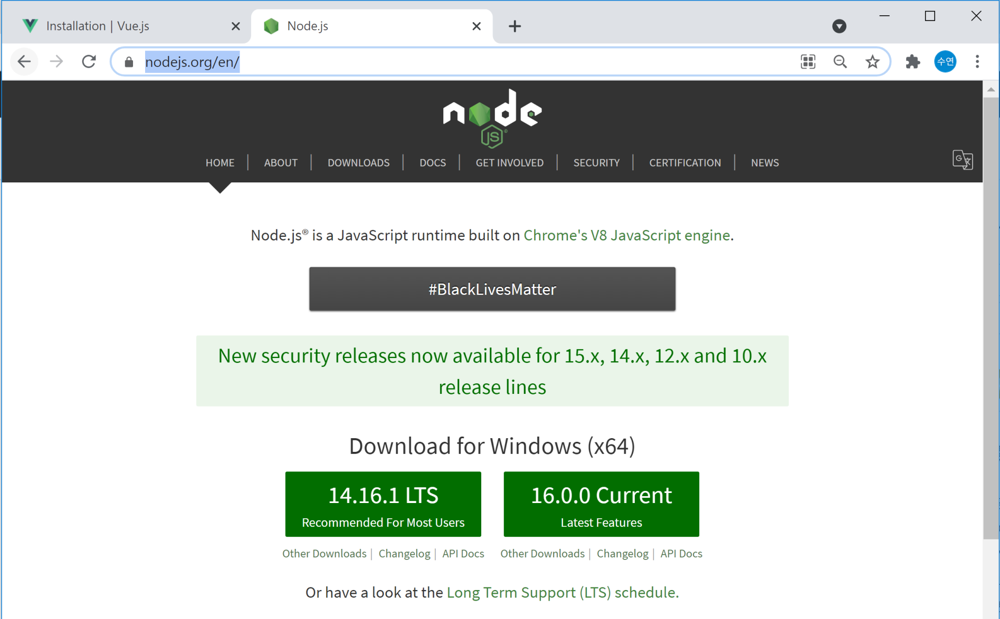 Installation | Vue.js
Node.js
nodejs.org/en/
수연
node
JS®
HOME | ABOUT | DOWNLOADS | DOCS | GET INVOLVED | SECURITY | CERTIFICATION | NEWS
Node.js® is a JavaScript runtime built on Chrome's V8 JavaScript engine.
#BlackLivesMatter
New security releases now available for 15.x, 14.x, 12.x and 10.x
release lines
Download for Windows (x64)
14.16.1 LTS
Recommended For Most Users
16.0.0 Current
Latest Features
Other Downloads | Changelog | API Docs
Other Downloads | Changelog | API Docs
Or have a look at the Long Term Support (LTS) schedule.